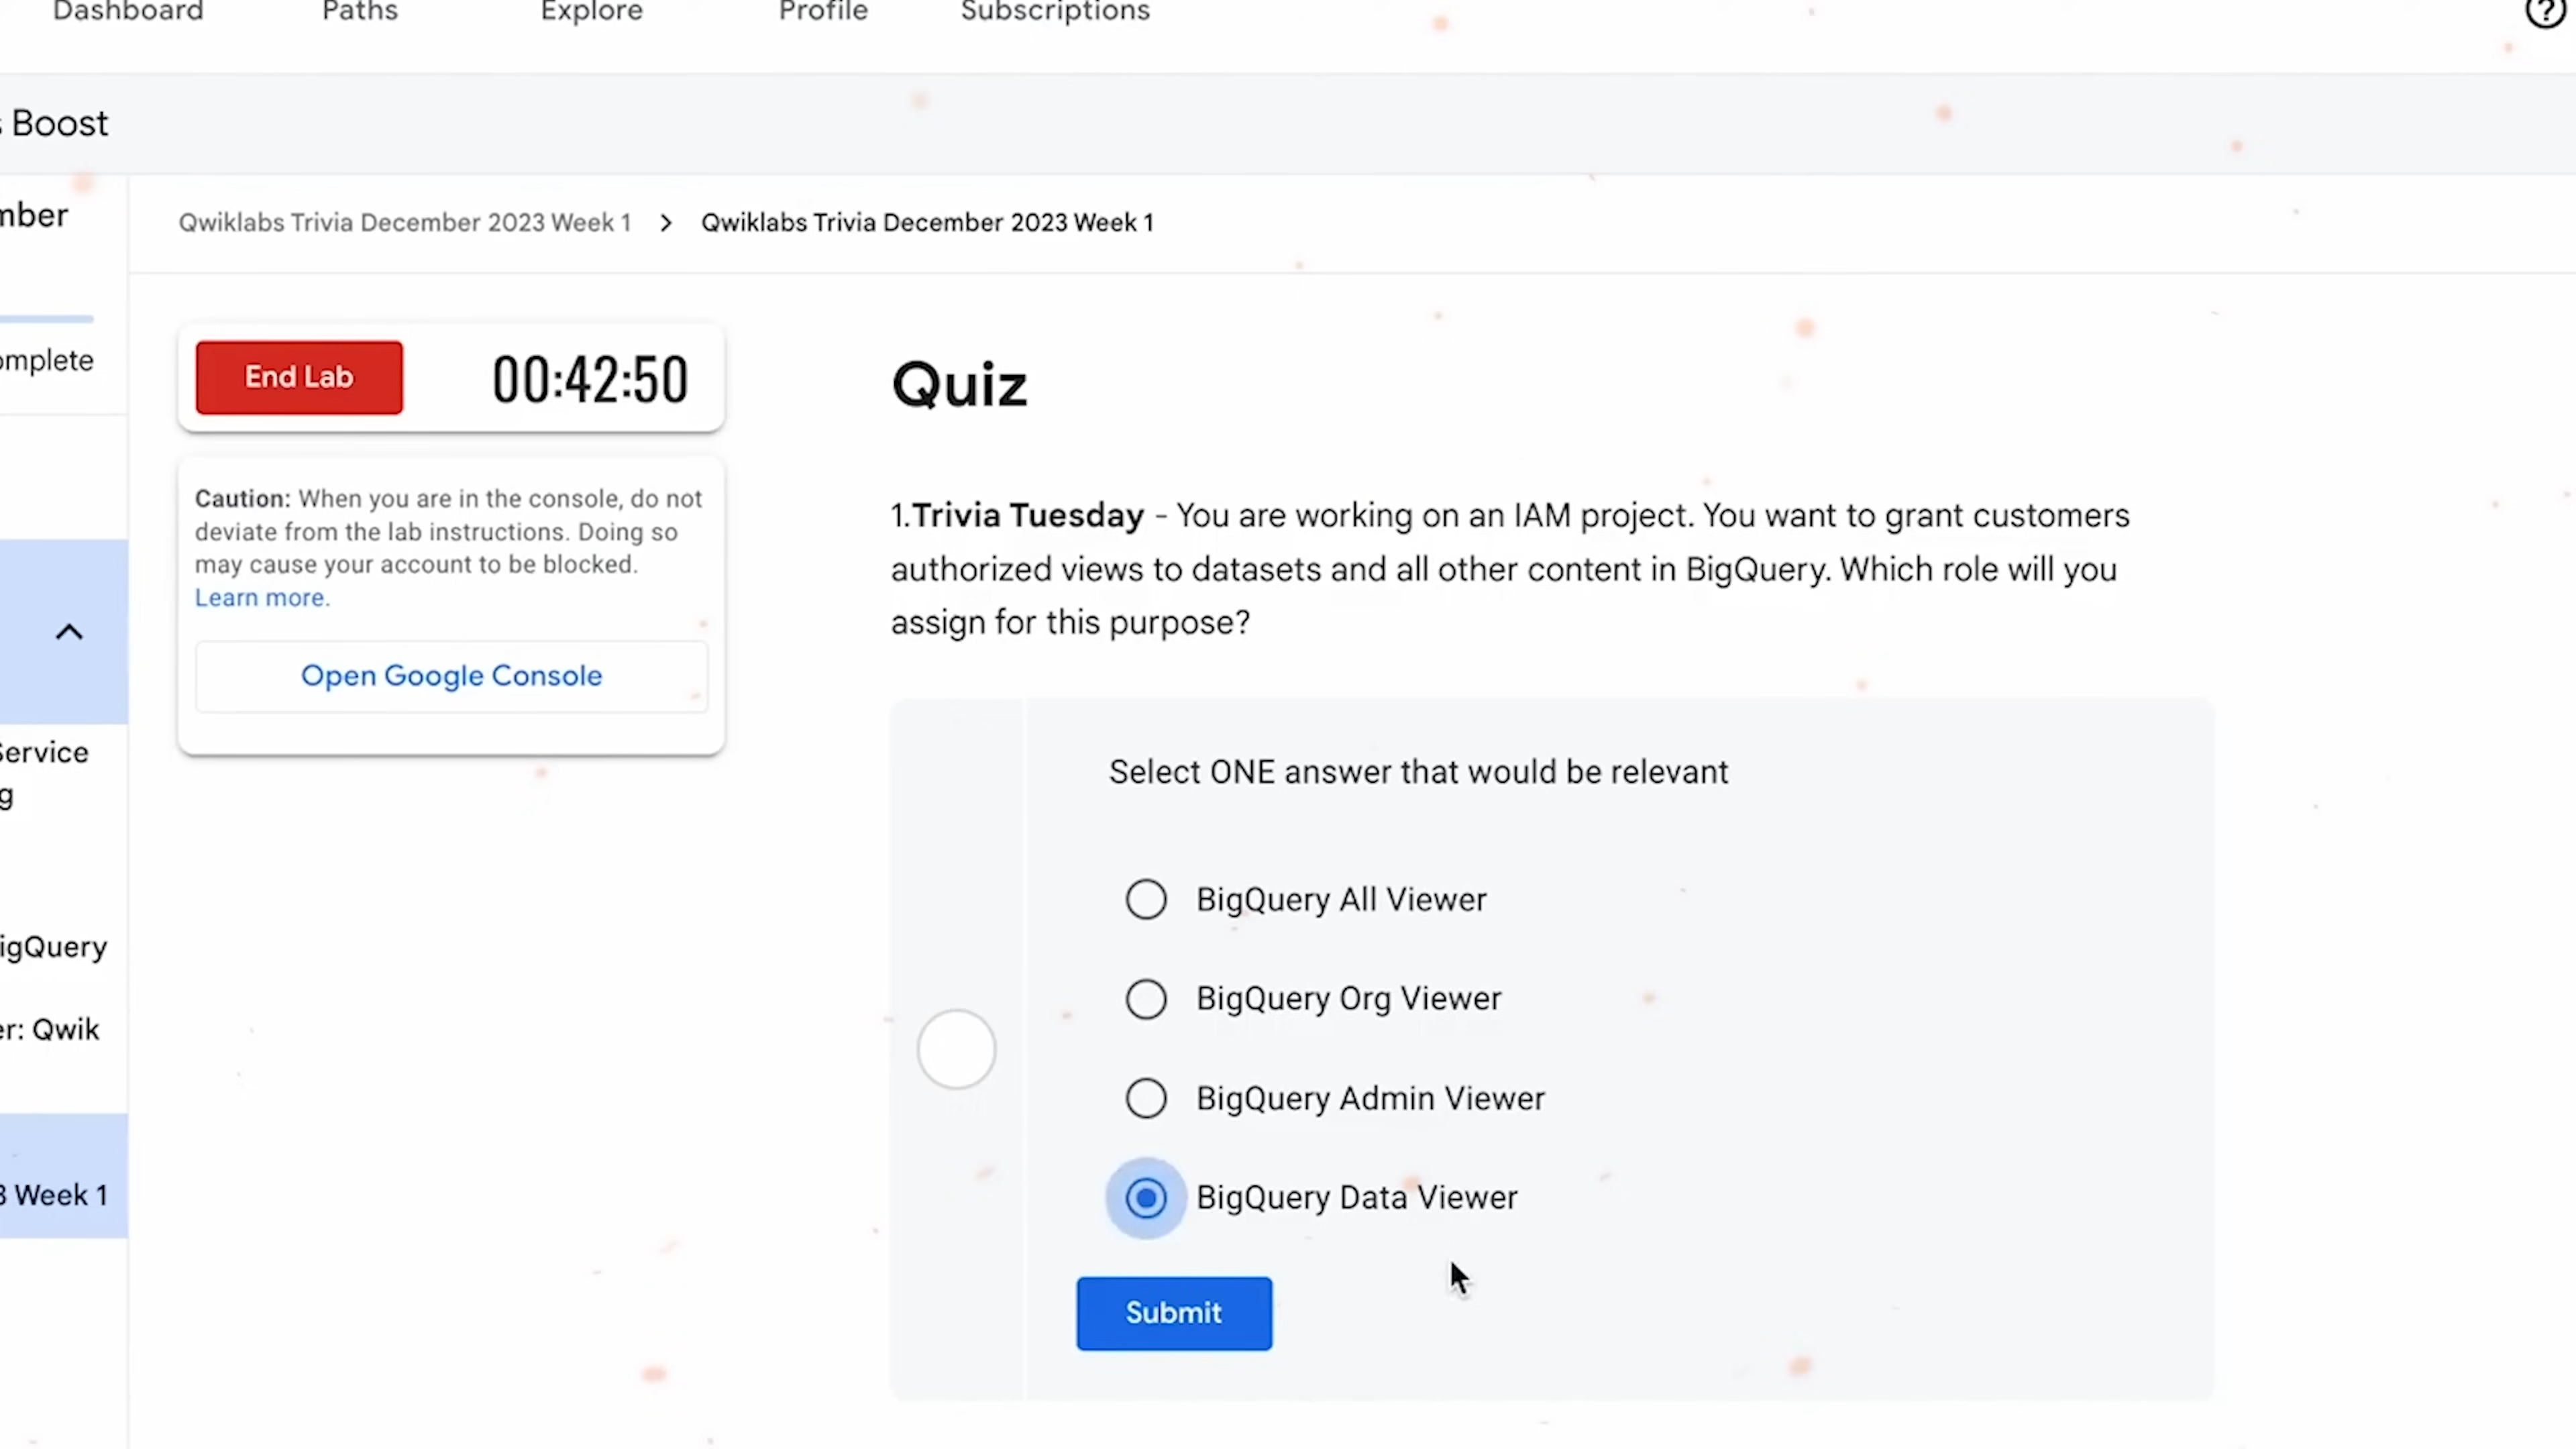 Dashboard Paths Explore Profile Subscriptions ?
s Boost
mber
Qwiklabs Trivia December 2023 Week 1 > Qwiklabs Trivia December 2023 Week 1
omplete
End Lab 00:42:50
Caution: When you are in the console, do not
deviate from the lab instructions. Doing so
may cause your account to be blocked.
Learn more.
Open Google Console
Service
g
igQuery
er: Qwik
3 Week 1
Quiz
1.Trivia Tuesday - You are working on an IAM project. You want to grant customers
authorized views to datasets and all other content in BigQuery. Which role will you
assign for this purpose?
Select ONE answer that would be relevant
BigQuery All Viewer
BigQuery Org Viewer
BigQuery Admin Viewer
BigQuery Data Viewer
Submit